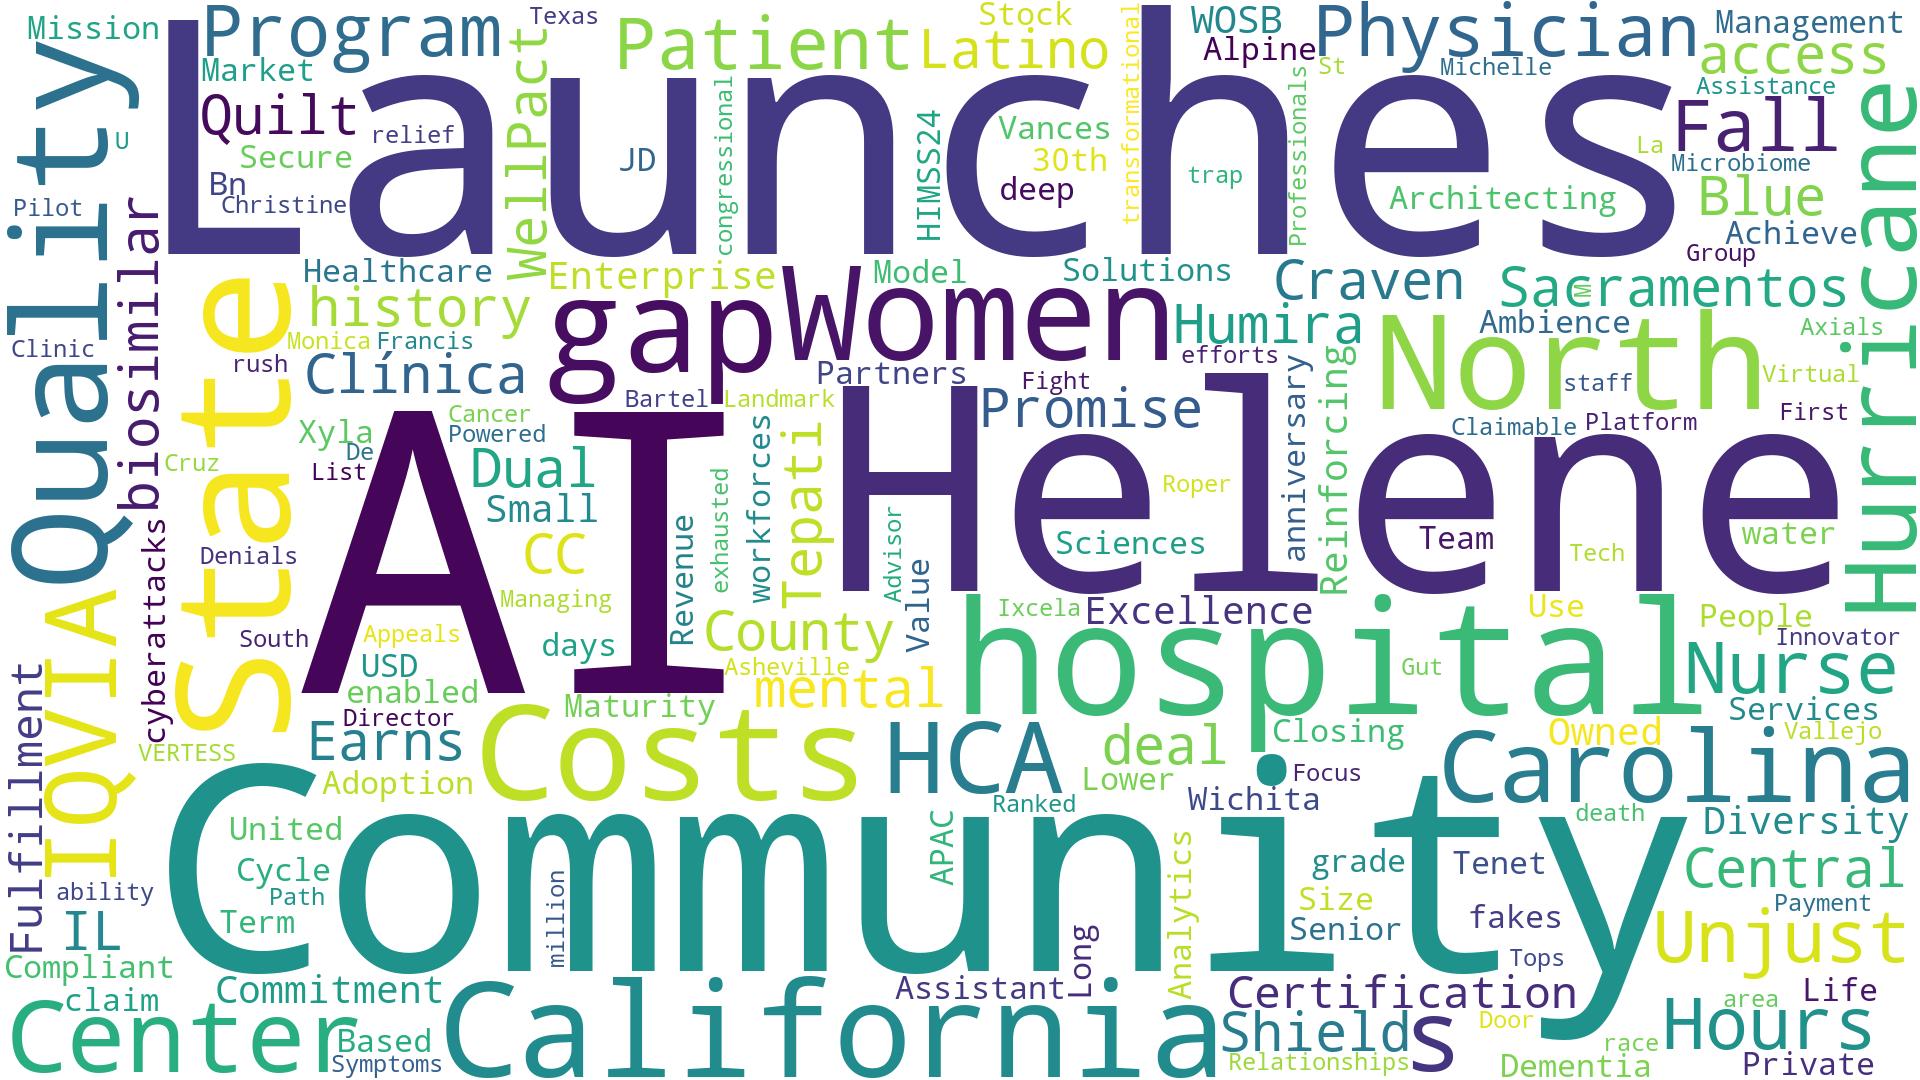 Launches
AI
Helene
Community
California
hospital
State
North
Women
gap
Costs
Quality
Hurricane
Carolina
Center
IQVIA
HCA
Program
Patient
Latino
Physician
access
Fall
Blue
Quilt
WellPact
biosimilar
history
Clínica
Craven
Sacramentos
Humira
Promise
Dual
Small
CC
Tepati
County
mental
Nurse
deal
Earns
Unjust
Central
Hours
Shield
s
IL
Fulfillment
Certification
Mission
Texas
Stock
WOSB
Alpine
St
Michelle
Management
Assistance
Market
relief
Secure
Bn
Christine
U
Pilot
JD
congressional
HIMSS24
Vances
30th
deep
transformational
trap
Professionals
Architecting
La
Microbiome
Achieve
Group
Healthcare
Enterprise
Model
Solutions
M
Ambience
Axials
Clinic
Monica
Francis
rush
Partners
Fight
efforts
anniversary
Reinforcing
staff
Virtual
First
Claimable
Platform
Bartel
Landmark
Cancer
Powered
Xyla
De
List
Cruz
Denials
cyberattacks
South
Appeals
USD
enabled
Director
VERTESS
Managing
days
Revenue
exhausted
workforces
Advisor
Value
Asheville
Maturity
Roper
Sciences
Team
Tech
water
Ixcela
Excellence
Use
People
Innovator
Gut
Services
Vallejo
Owned
Closing
Focus
Lower
Ranked
Wichita
Adoption
death
Diversity
United
Cycle
Path
Term
million
APAC
Analytics
grade
Tenet
Size
Senior
fakes
Tops
Payment
ability
Compliant
claim
Commitment
Based
Symptoms
Assistant
Long
Relationships
Door
area
Life
race
Dementia
Private